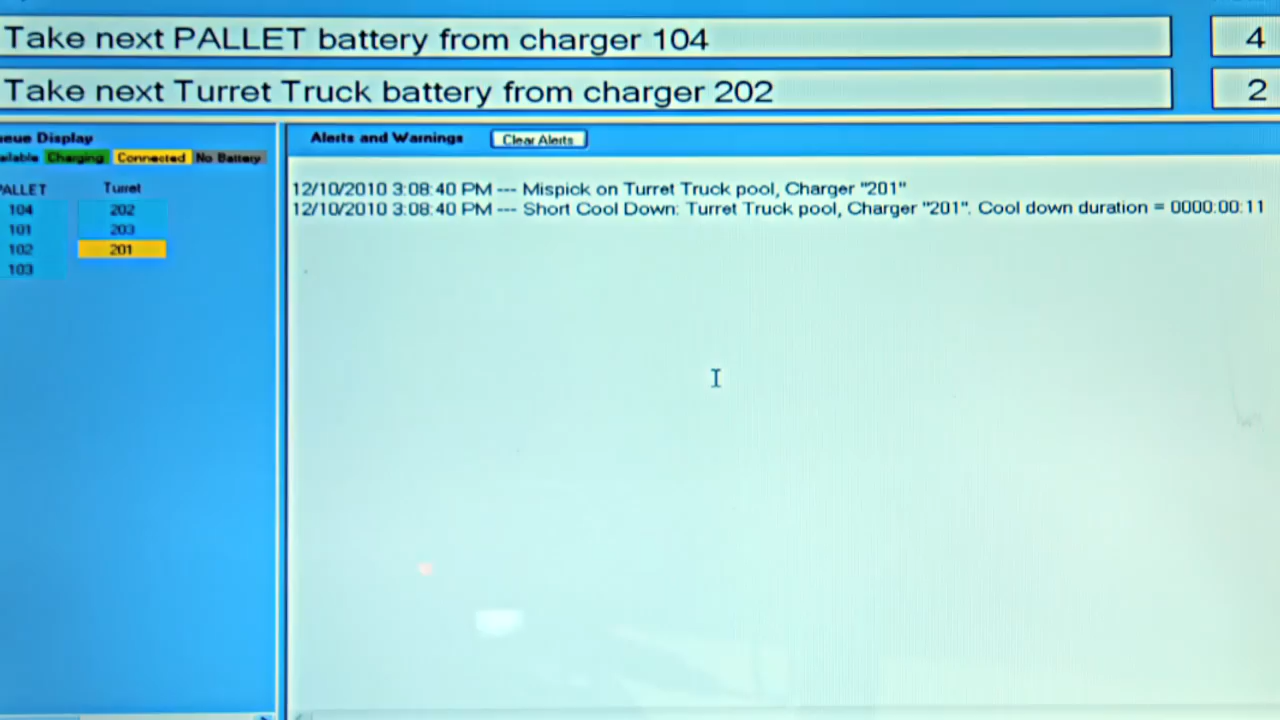 Take next PALLET battery from charger 104 4
Take next Turret Truck battery from charger 202 2
eue Display
ailable Charging Connected No Battery
PALLET Turret
104 202
101 203
102 201
103
Alerts and Warnings Clear Alerts
12/10/2010 3:08:40 PM --- Mispick on Turret Truck pool, Charger "201"
12/10/2010 3:08:40 PM --- Short Cool Down: Turret Truck pool, Charger "201". Cool down duration = 0000:00:11